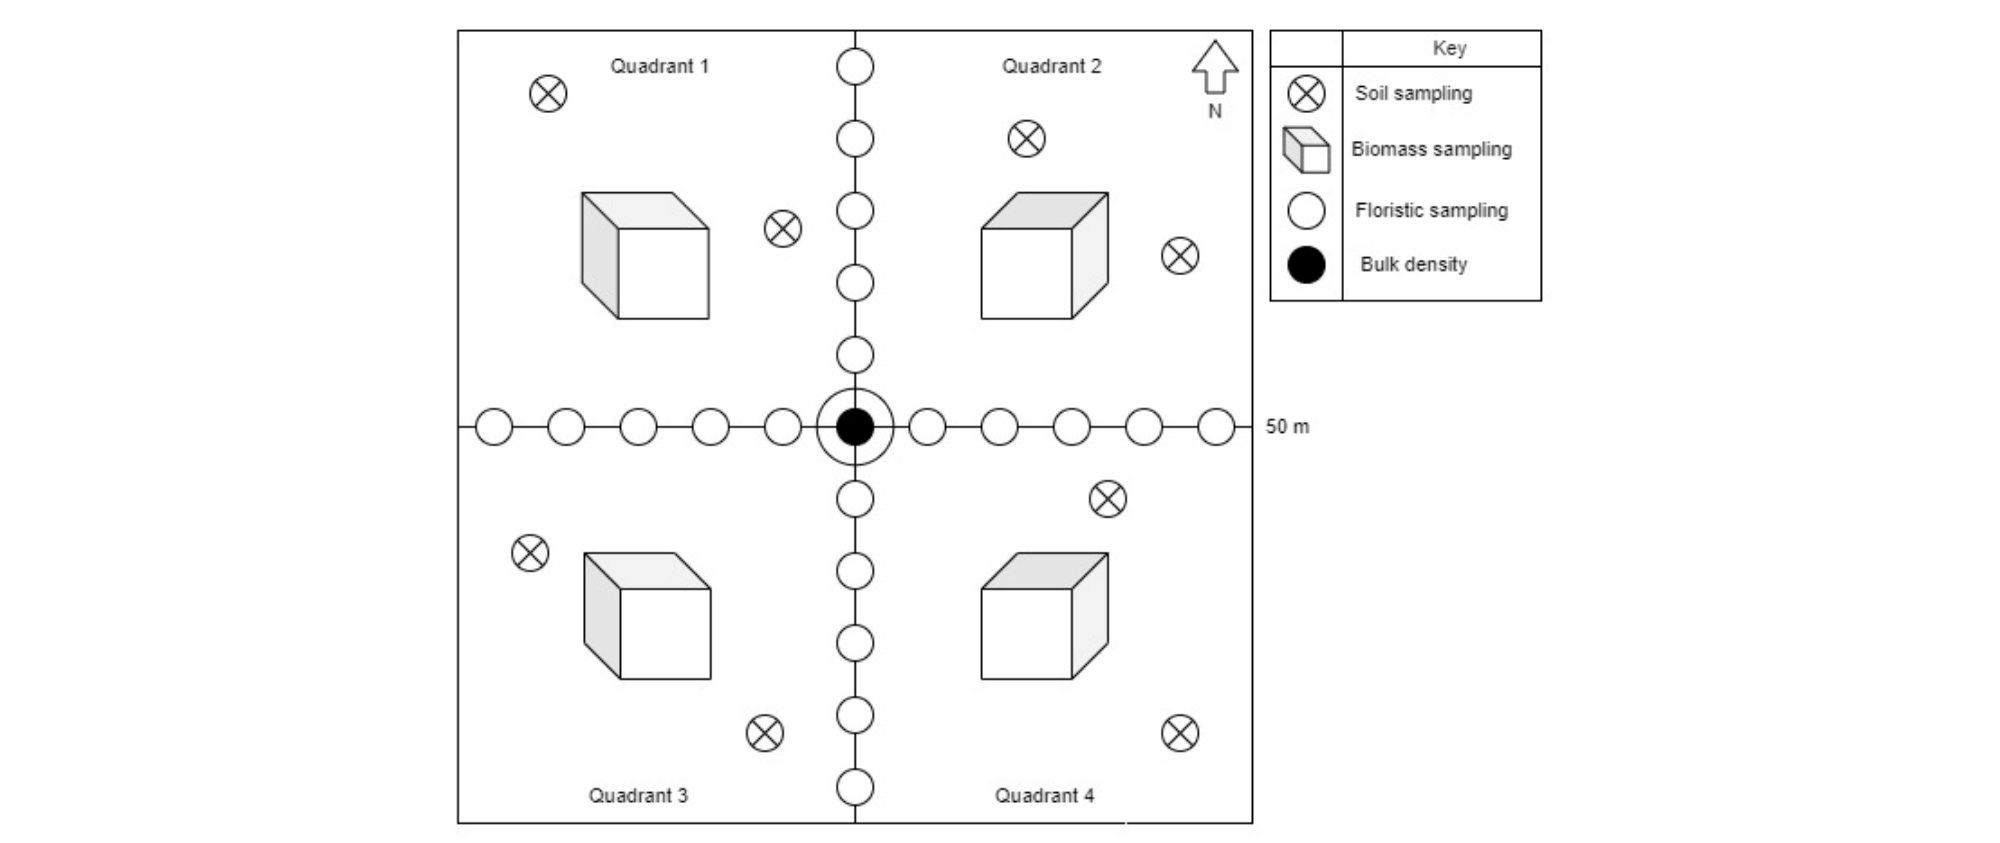 Quadrant 1
Quadrant 2
N
Key
Soil sampling
Biomass sampling
Floristic sampling
Bulk density
50 m
Quadrant 3
Quadrant 4